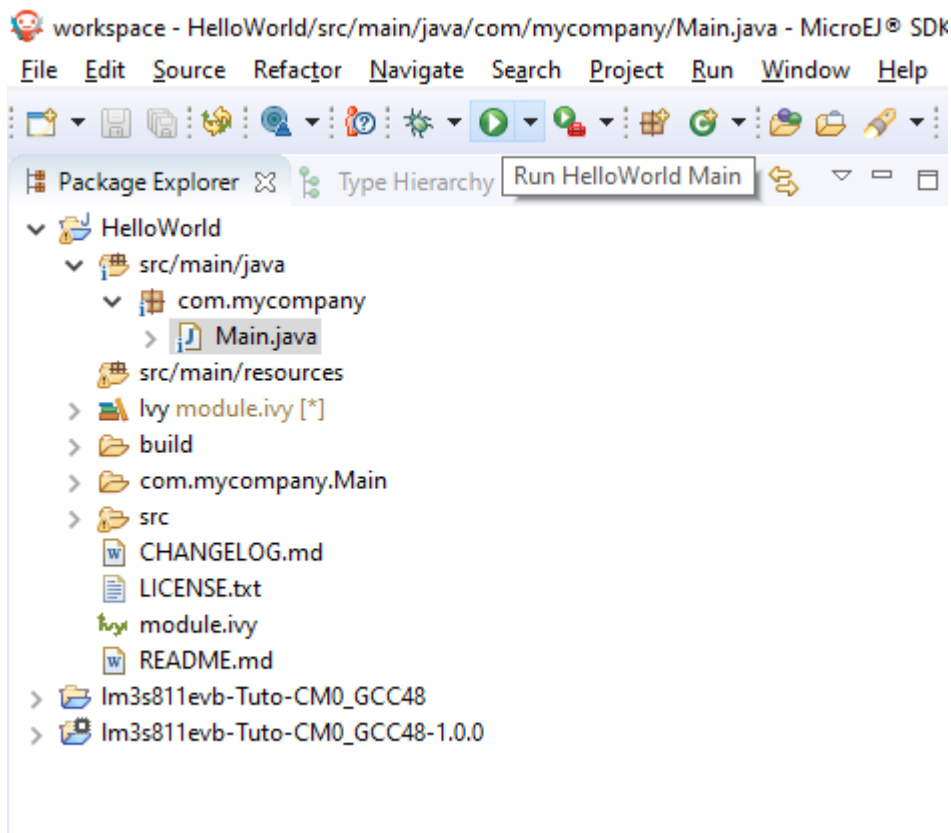 workspace - HelloWorld/src/main/java/com/mycompany/Main.java - MicroEJ® SDK
File Edit Source Refactor Navigate Search Project Run Window Help
Package Explorer Type Hierarchy Run HelloWorld Main
HelloWorld
src/main/java
com.mycompany
Main.java
src/main/resources
Ivy module.ivy [*]
build
com.mycompany.Main
src
CHANGELOG.md
LICENSE.txt
module.ivy
README.md
lm3s811evb-Tuto-CM0_GCC48
lm3s811evb-Tuto-CM0_GCC48-1.0.0